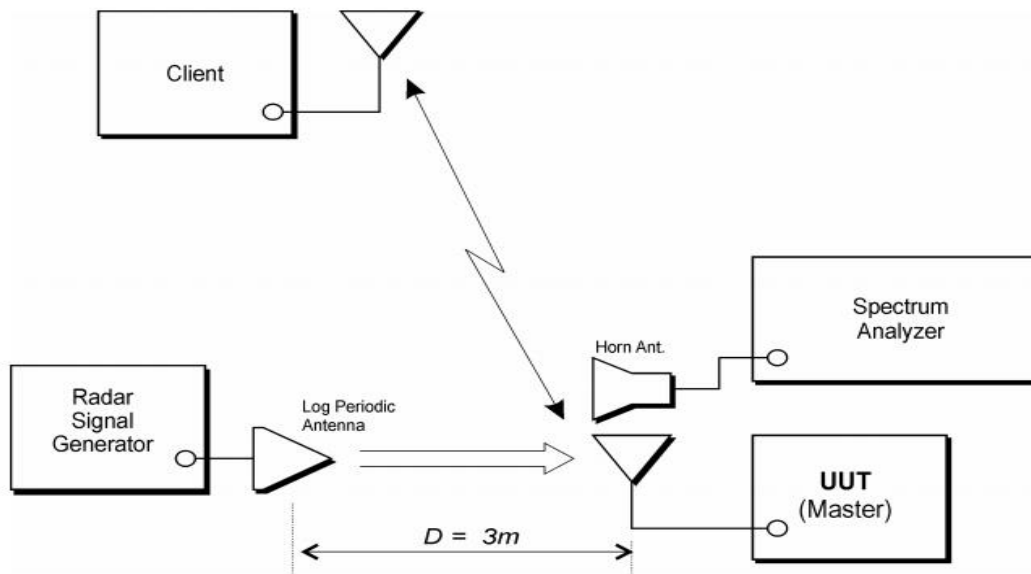 Client
Spectrum
Analyzer
Horn Ant.
Radar
Signal
Generator
Log Periodic
Antenna
UUT
(Master)
D = 3m